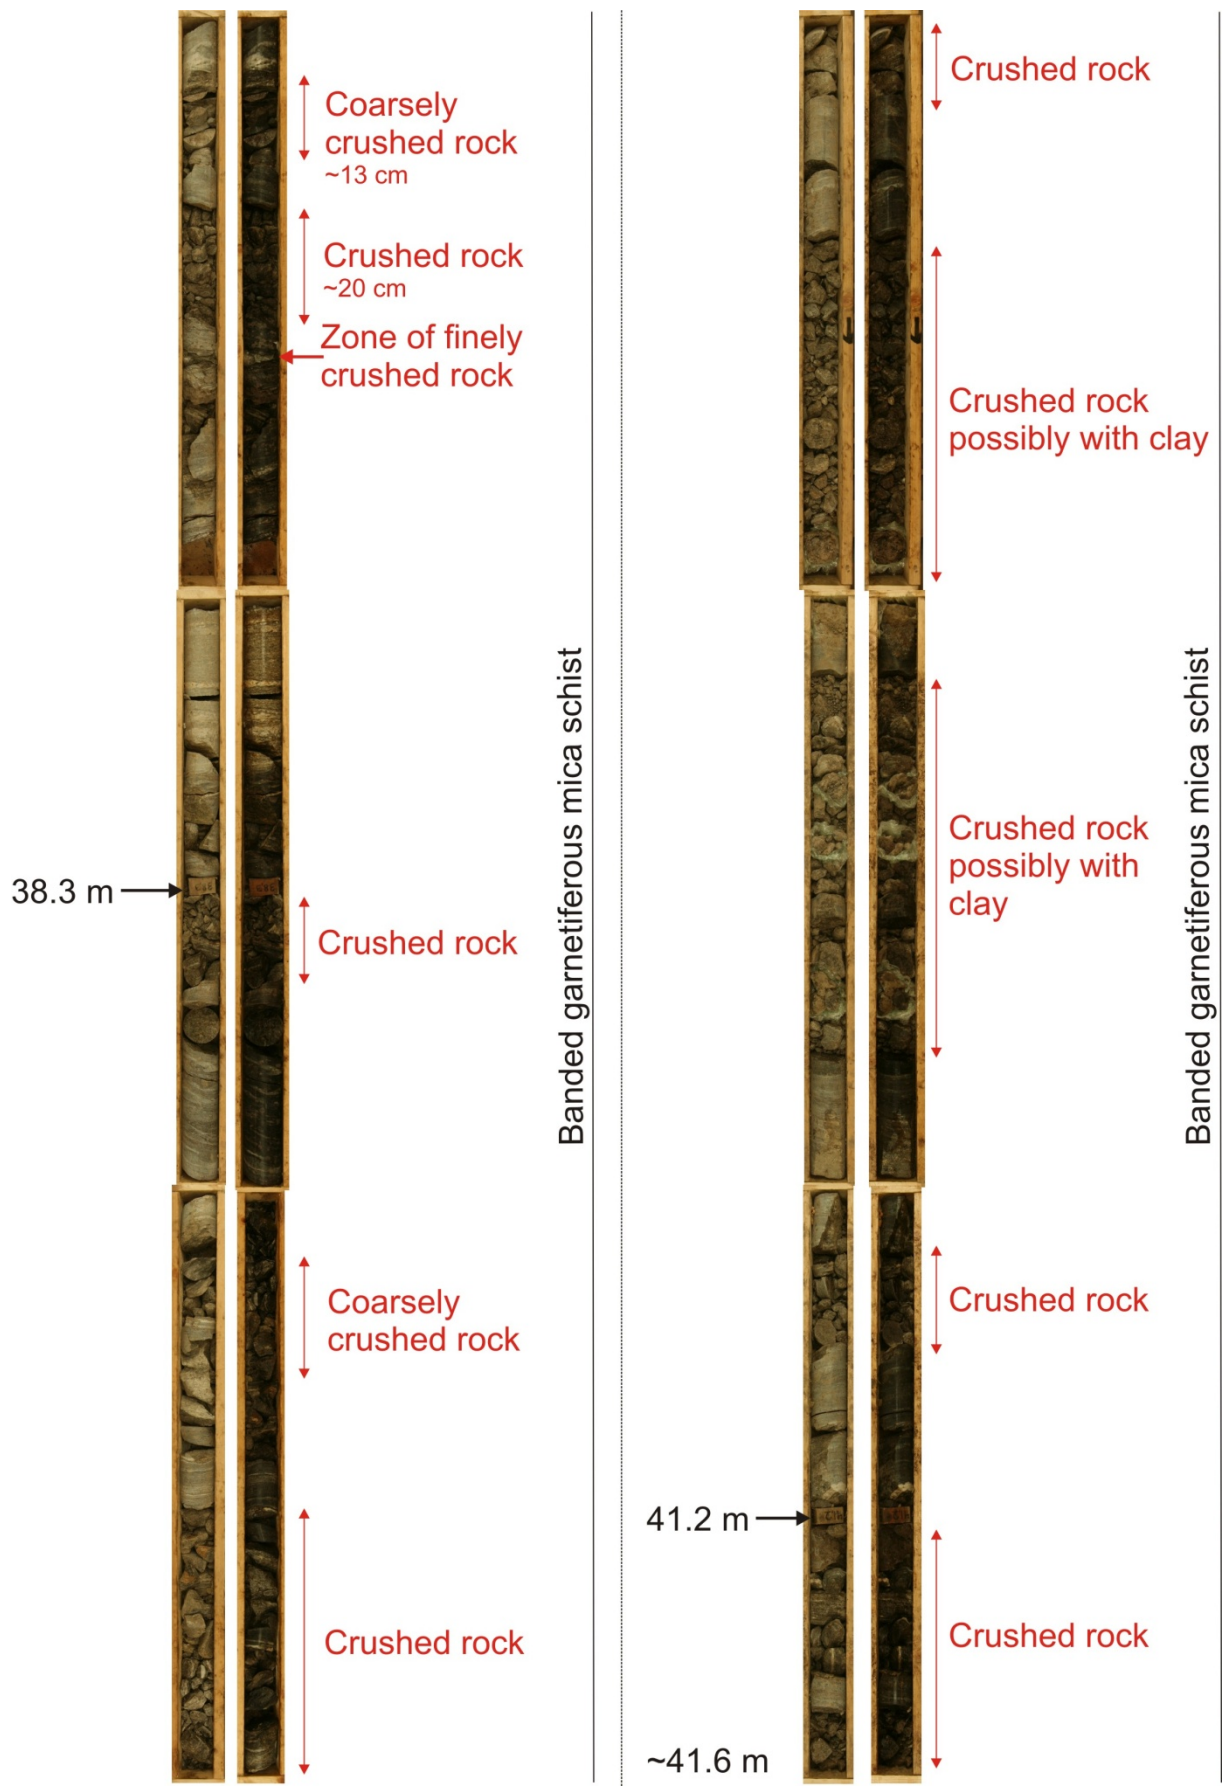 Coarsely
crushed rock
~13 cm
Crushed rock
~20 cm
Zone of finely
crushed rock
38.3 m
Crushed rock
Banded garnetiferous mica schist
Coarsely
crushed rock
Crushed rock
Crushed rock
Crushed rock
possibly with clay
Crushed rock
possibly with
clay
Banded garnetiferous mica schist
Crushed rock
41.2 m
Crushed rock
~41.6 m